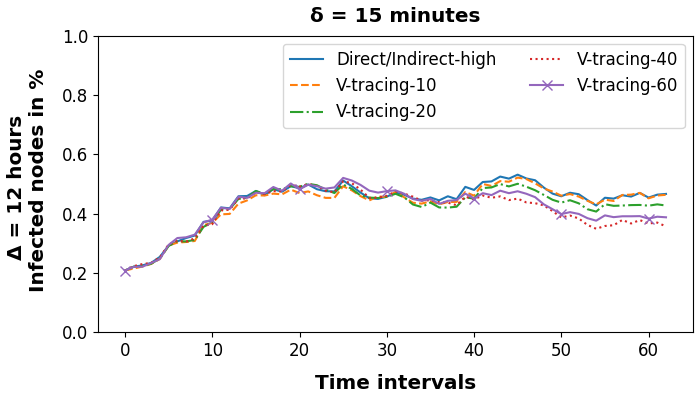 δ = 15 minutes
Δ = 12 hours
Infected nodes in %
1.0
0.8
0.6
0.4
0.2
0.0
Direct/Indirect-high
V-tracing-10
V-tracing-20
V-tracing-40
V-tracing-60
0 10 20 30 40 50 60
Time intervals